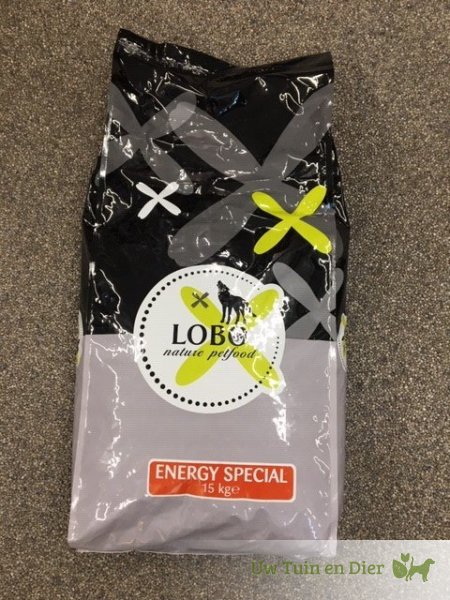 LOBO
nature petfood
ENERGY SPECIAL
15 kg℮
Uw Tuin en Dier